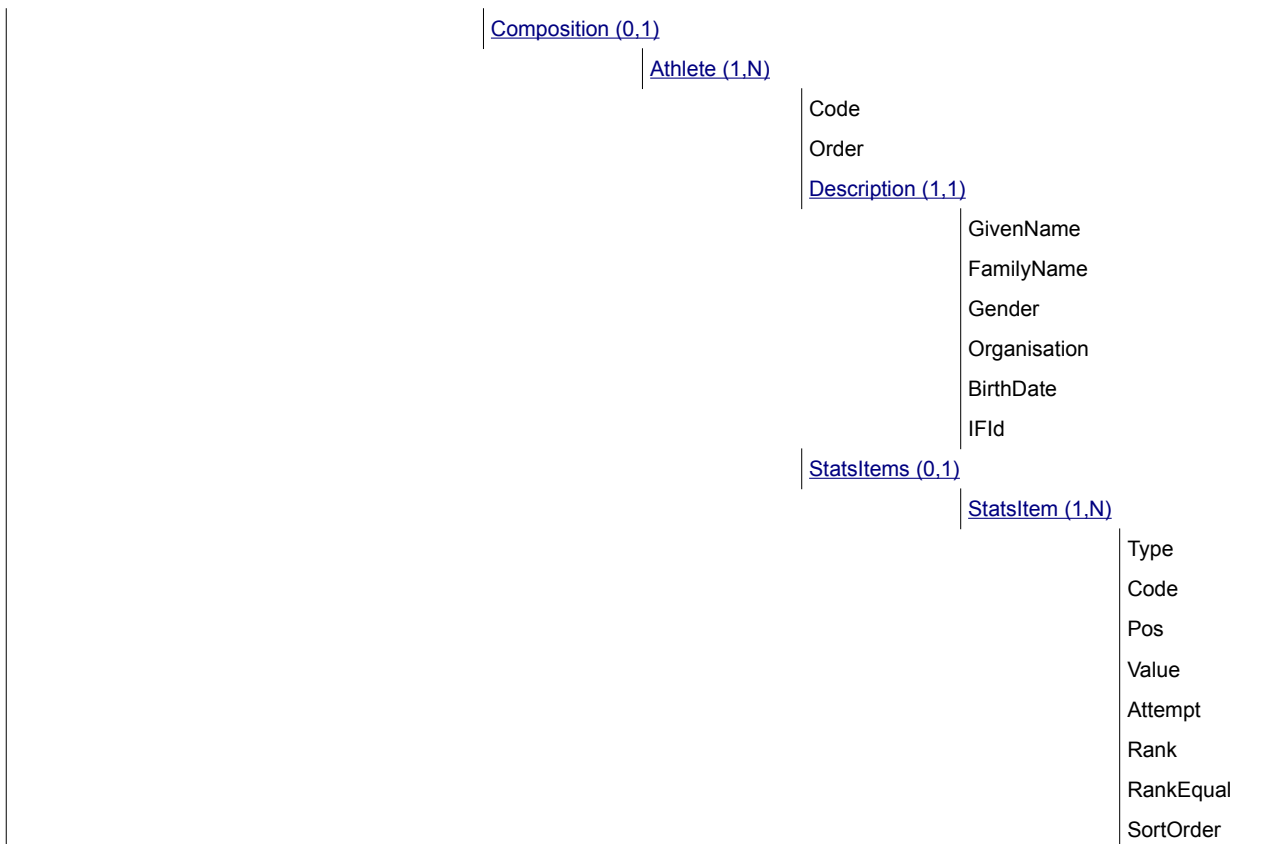 Composition (0,1)
Athlete (1,N)
Code
Order
Description (1,1)
GivenName
FamilyName
Gender
Organisation
BirthDate
IFId
StatsItems (0,1)
StatsItem (1,N)
Type
Code
Pos
Value
Attempt
Rank
RankEqual
SortOrder